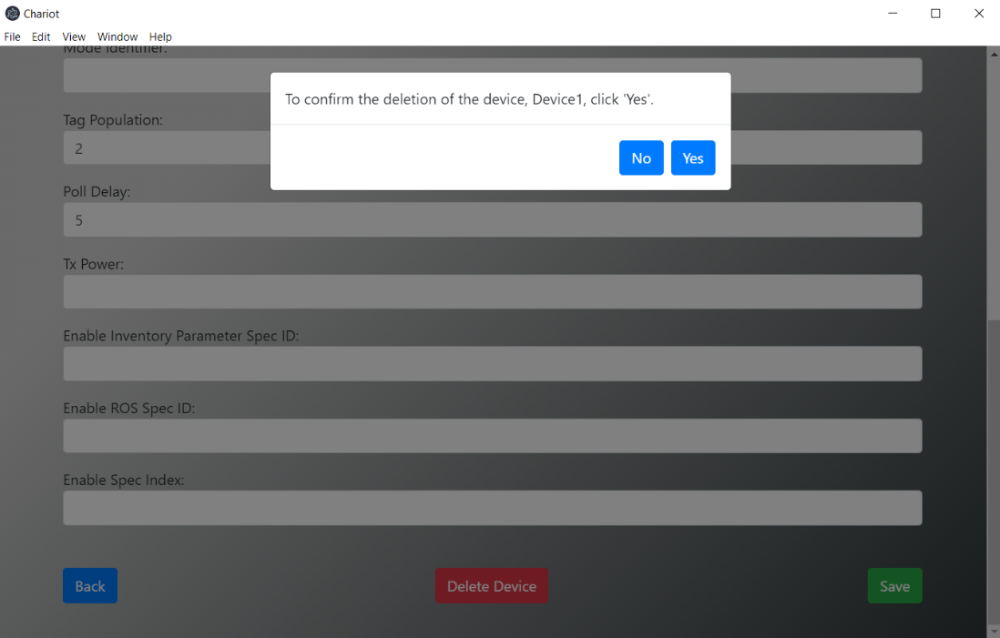 Chariot
File Edit View Window Help
Mode Identifier:
To confirm the deletion of the device, Device1, click 'Yes'.
No Yes
Tag Population:
2
Poll Delay:
5
Tx Power:
Enable Inventory Parameter Spec ID:
Enable ROS Spec ID:
Enable Spec Index:
Back Delete Device Save